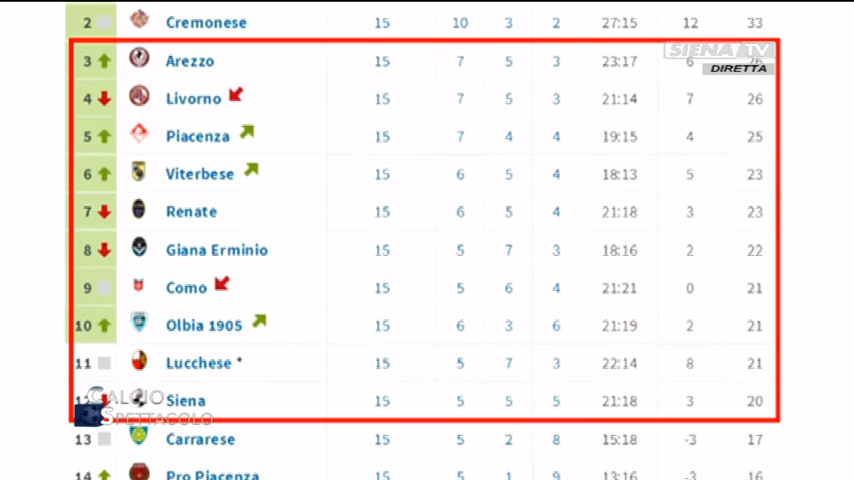 2 Cremonese 15 10 3 2 27:15 12 33
SIENA TV
DIRETTA
3 Arezzo 15 7 5 3 23:17 6 26
4 Livorno 15 7 5 3 21:14 7 26
5 Piacenza 15 7 4 4 19:15 4 25
6 Viterbese 15 6 5 4 18:13 5 23
7 Renate 15 6 5 4 21:18 3 23
8 Giana Erminio 15 5 7 3 18:16 2 22
9 Como 15 5 6 4 21:21 0 21
10 Olbia 1905 15 6 3 6 21:19 2 21
11 Lucchese * 15 5 7 3 22:14 8 21
12 Siena 15 5 5 5 21:18 3 20
CALCIO
SPETTACOLO
13 Carrarese 15 5 2 8 15:18 -3 17
14 Pro Piacenza 15 5 1 9 13:16 -3 16